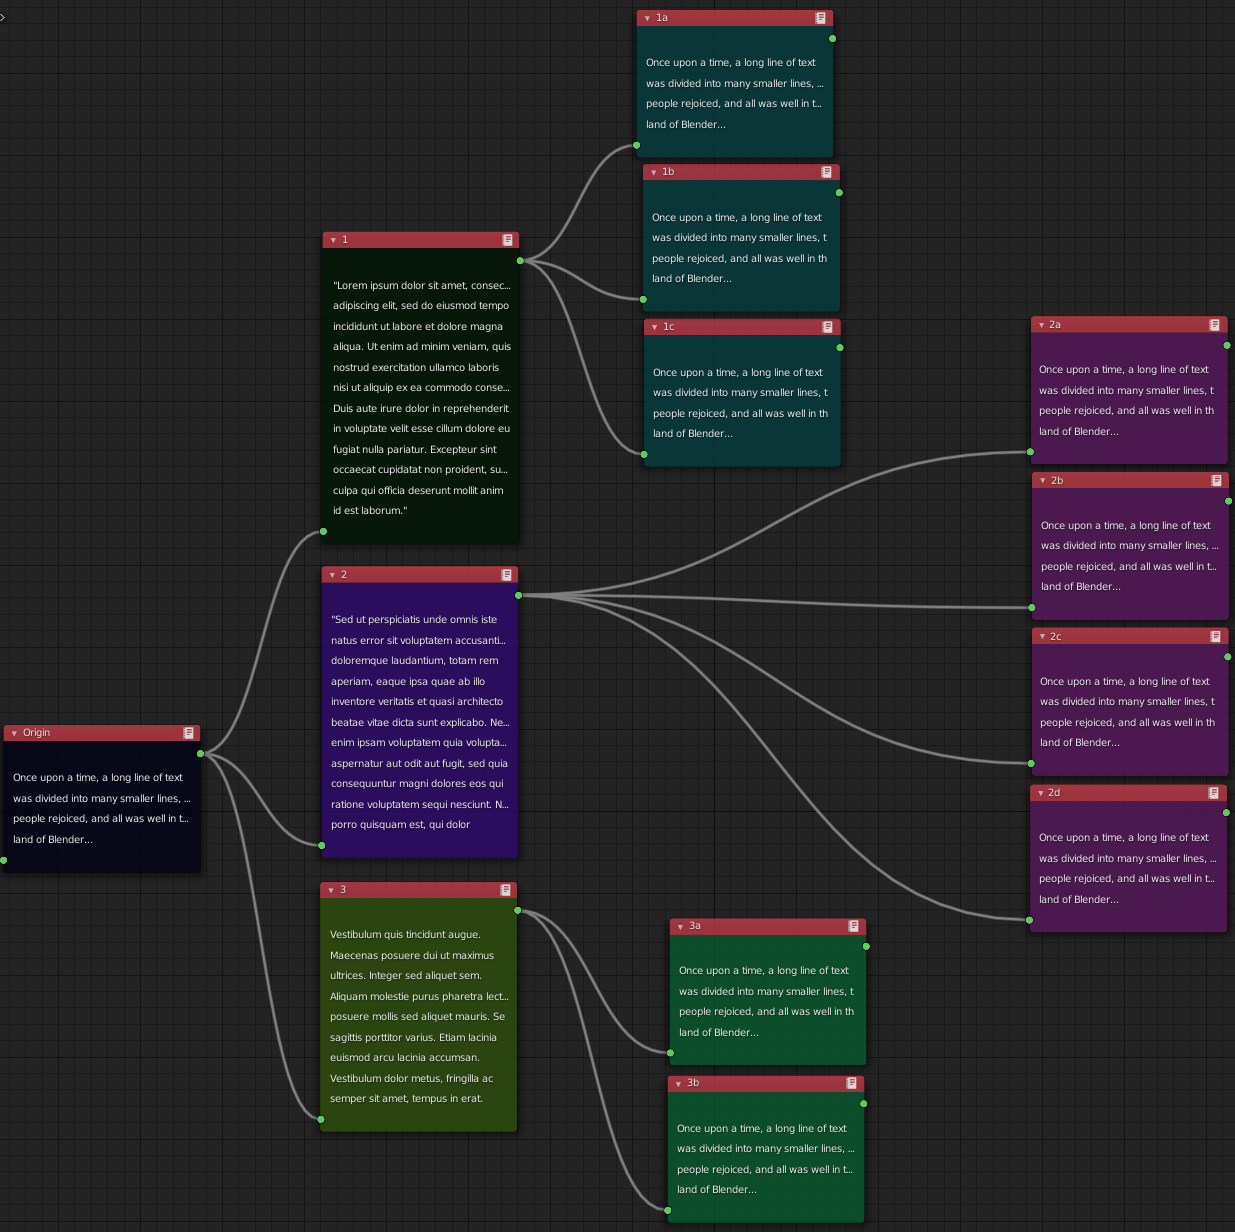 1a
Once upon a time, a long line of text
was divided into many smaller lines, ...
people rejoiced, and all was well in t...
land of Blender...
1b
Once upon a time, a long line of text
was divided into many smaller lines, t
people rejoiced, and all was well in th
land of Blender...
1
"Lorem ipsum dolor sit amet, consec...
adipiscing elit, sed do eiusmod tempo
incididunt ut labore et dolore magna
aliqua. Ut enim ad minim veniam, quis
nostrud exercitation ullamco laboris
nisi ut aliquip ex ea commodo conse...
Duis aute irure dolor in reprehenderit
in voluptate velit esse cillum dolore eu
fugiat nulla pariatur. Excepteur sint
occaecat cupidatat non proident, su...
culpa qui officia deserunt mollit anim
id est laborum."
1c
Once upon a time, a long line of text
was divided into many smaller lines, t
people rejoiced, and all was well in th
land of Blender...
2a
Once upon a time, a long line of text
was divided into many smaller lines, t
people rejoiced, and all was well in th
land of Blender...
2b
Once upon a time, a long line of text
was divided into many smaller lines, ...
people rejoiced, and all was well in t...
land of Blender...
2
"Sed ut perspiciatis unde omnis iste
natus error sit voluptatem accusanti...
doloremque laudantium, totam rem
aperiam, eaque ipsa quae ab illo
inventore veritatis et quasi architecto
beatae vitae dicta sunt explicabo. Ne...
enim ipsam voluptatem quia volupta...
aspernatur aut odit aut fugit, sed quia
consequuntur magni dolores eos qui
ratione voluptatem sequi nesciunt. N...
porro quisquam est, qui dolor
2c
Once upon a time, a long line of text
was divided into many smaller lines, t
people rejoiced, and all was well in th
land of Blender...
Origin
Once upon a time, a long line of text
was divided into many smaller lines, ...
people rejoiced, and all was well in t...
land of Blender...
2d
Once upon a time, a long line of text
was divided into many smaller lines, ...
people rejoiced, and all was well in t...
land of Blender...
3
Vestibulum quis tincidunt augue.
Maecenas posuere dui ut maximus
ultrices. Integer sed aliquet sem.
Aliquam molestie purus pharetra lect...
posuere mollis sed aliquet mauris. Se
sagittis porttitor varius. Etiam lacinia
euismod arcu lacinia accumsan.
Vestibulum dolor metus, fringilla ac
semper sit amet, tempus in erat.
3a
Once upon a time, a long line of text
was divided into many smaller lines, t
people rejoiced, and all was well in th
land of Blender...
3b
Once upon a time, a long line of text
was divided into many smaller lines, ...
people rejoiced, and all was well in t...
land of Blender...